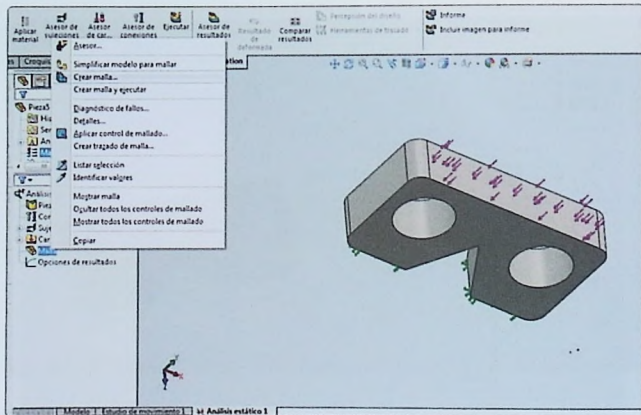 Aplicar material
Asesor de sujeciones
Asesor de car...
Asesor de conexiones
Ejecutar
Asesor de resultados
Resultado de deformada
Comparar resultados
Percepción del diseño
Herramientas de trazado
Informe
Incluir imagen para informe
Croquis
Asesor...
Simplificar modelo para mallar
Crear malla...
Crear malla y ejecutar
Diagnóstico de fallos...
Detalles...
Aplicar control de mallado...
Crear trazado de malla...
Listar selección
Identificar valores
Mostrar malla
Ocultar todos los controles de mallado
Mostrar todos los controles de mallado
Copiar
Opciones de resultados
Modelo
Estudio de movimiento 1
Análisis estático 1